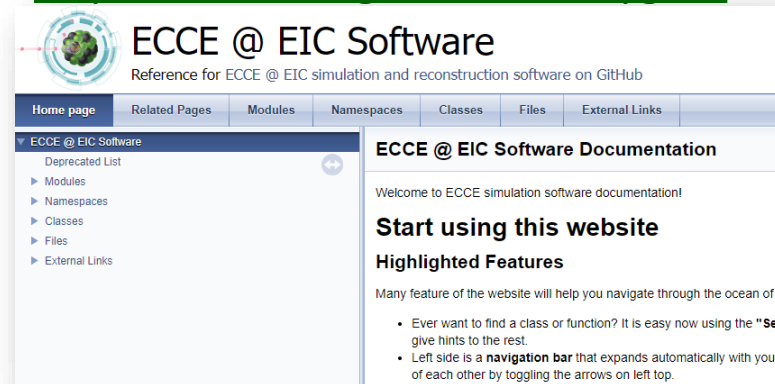 ECCE @ EIC Software
Reference for ECCE @ EIC simulation and reconstruction software on GitHub
Home page Related Pages Modules Namespaces Classes Files External Links
ECCE @ EIC Software
Deprecated List
Modules
Namespaces
Classes
Files
External Links
ECCE @ EIC Software Documentation
Welcome to ECCE simulation software documentation!
Start using this website
Highlighted Features
Many feature of the website will help you navigate through the ocean of
• Ever want to find a class or function? It is easy now using the "Se
give hints to the rest.
• Left side is a navigation bar that expands automatically with you
of each other by toggling the arrows on left top.